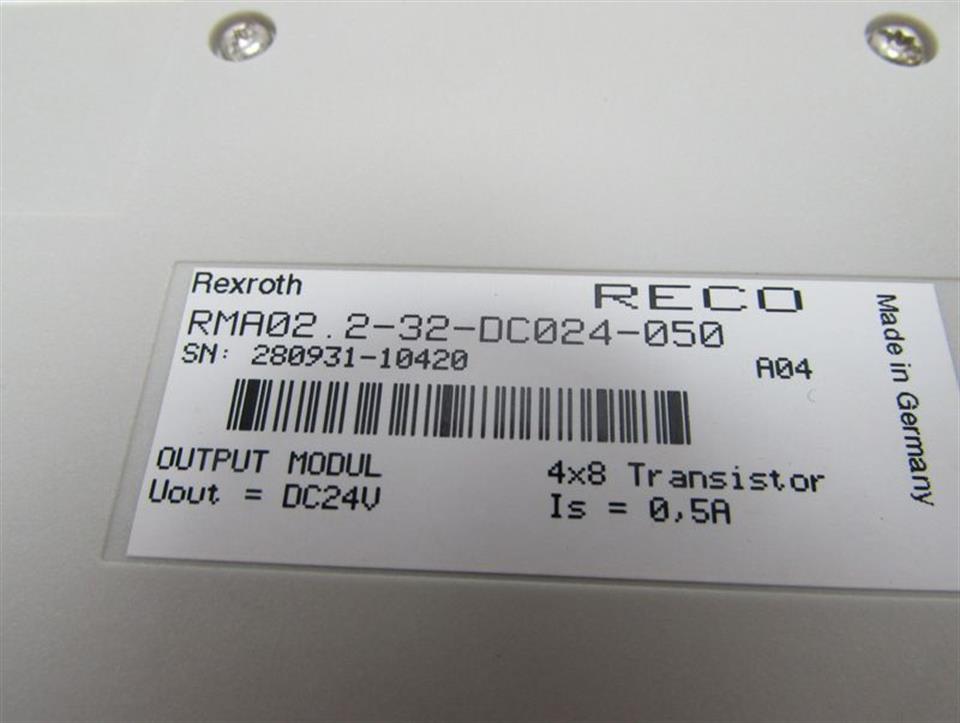 Rexroth
RECO
RMA02.2-32-DC024-050
SN: 280931-10420
A04
OUTPUT MODUL
4x8 Transistor
Uout = DC24V
Is = 0,5A
Made in Germany